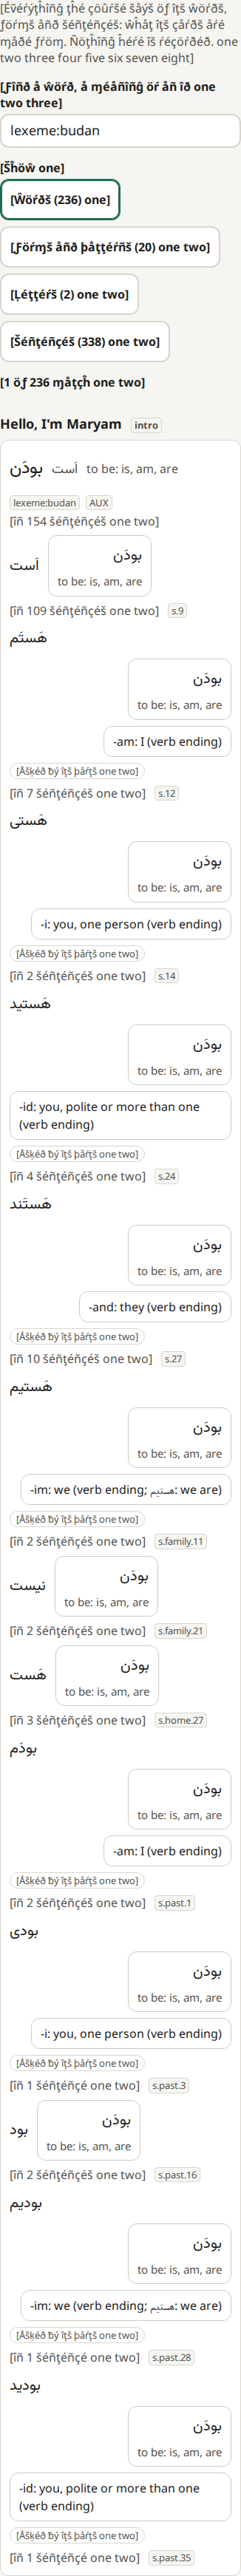 [Éṽéŕýţĥîñĝ ţĥé çöûŕšé šåýš öƒ îţš ŵöŕðš,
ƒöŕɱš åñð šéñţéñçéš: ŵĥåţ îţš çåŕðš åŕé
ɱåðé ƒŕöɱ. Ñöţĥîñĝ ĥéŕé îš ŕéçöŕðéð. one
two three four five six seven eight]
[Ƒîñð å ŵöŕð, å ɱéåñîñĝ öŕ åñ îð one
two three]
lexeme:budan
[Šĥöŵ one]
[Ŵöŕðš (236) one]
[Ƒöŕɱš åñð þåţţéŕñš (20) one two]
[Ļéţţéŕš (2) one two]
[Šéñţéñçéš (338) one two]
[1 öƒ 236 ɱåţçĥ one two]
Hello, I'm Maryam intro
بودَن اَست to be: is, am, are
lexeme:budan AUX
[îñ 154 šéñţéñçéš one two]
اَست
بودَن
to be: is, am, are
[îñ 109 šéñţéñçéš one two] s.9
هَستَم
بودَن
to be: is, am, are
-am: I (verb ending)
[Åšķéð ƀý îţš þåŕţš one two]
[îñ 7 šéñţéñçéš one two] s.12
هَستی
بودَن
to be: is, am, are
-i: you, one person (verb ending)
[Åšķéð ƀý îţš þåŕţš one two]
[îñ 2 šéñţéñçéš one two] s.14
هَستید
بودَن
to be: is, am, are
-id: you, polite or more than one
(verb ending)
[Åšķéð ƀý îţš þåŕţš one two]
[îñ 4 šéñţéñçéš one two] s.24
هَستَند
بودَن
to be: is, am, are
-and: they (verb ending)
[Åšķéð ƀý îţš þåŕţš one two]
[îñ 10 šéñţéñçéš one two] s.27
هَستیم
بودَن
to be: is, am, are
-im: we (verb ending; هستیم: we are)
[Åšķéð ƀý îţš þåŕţš one two]
[îñ 2 šéñţéñçéš one two] s.family.11
نیست
بودَن
to be: is, am, are
[îñ 2 šéñţéñçéš one two] s.family.21
هَست
بودَن
to be: is, am, are
[îñ 3 šéñţéñçéš one two] s.home.27
بودَم
بودَن
to be: is, am, are
-am: I (verb ending)
[Åšķéð ƀý îţš þåŕţš one two]
[îñ 2 šéñţéñçéš one two] s.past.1
بودی
بودَن
to be: is, am, are
-i: you, one person (verb ending)
[Åšķéð ƀý îţš þåŕţš one two]
[îñ 1 šéñţéñçé one two] s.past.3
بود
بودَن
to be: is, am, are
[îñ 2 šéñţéñçéš one two] s.past.16
بودیم
بودَن
to be: is, am, are
-im: we (verb ending; هستیم: we are)
[Åšķéð ƀý îţš þåŕţš one two]
[îñ 1 šéñţéñçé one two] s.past.28
بودید
بودَن
to be: is, am, are
-id: you, polite or more than one
(verb ending)
[Åšķéð ƀý îţš þåŕţš one two]
[îñ 1 šéñţéñçé one two] s.past.35